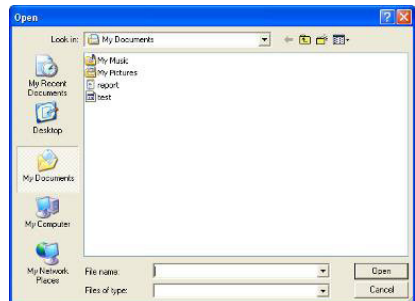 Open
Look in: My Documents
My Recent Documents
Desktop
My Documents
My Computer
My Network Places
My Music
My Pictures
report
test
File name: Open
Files of type: Cancel